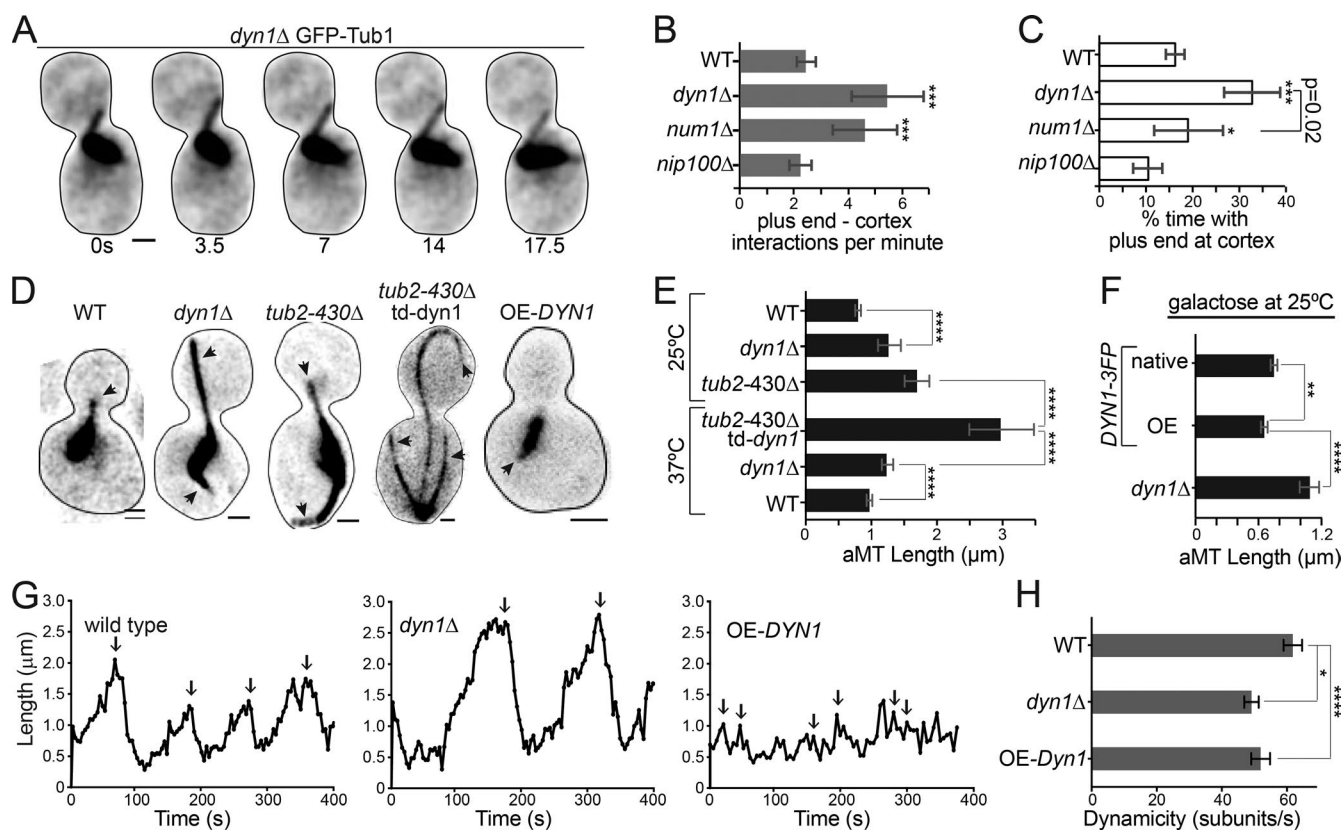 A
dyn1Δ GFP-Tub1
0s
3.5
7
14
17.5
B
WT
dyn1Δ
num1Δ
nip100Δ
***
***
0
2
4
6
plus end - cortex
interactions per minute
C
WT
dyn1Δ
num1Δ
nip100Δ
***
*
p=0.02
0
10
20
30
40
% time with
plus end at cortex
D
WT
dyn1Δ
tub2-430Δ
tub2-430Δ
td-dyn1
OE-DYN1
E
25ºC
37ºC
WT
dyn1Δ
tub2-430Δ
tub2-430Δ
td-dyn1
dyn1Δ
WT
****
****
****
****
0
1
2
3
aMT Length (µm)
F
galactose at 25ºC
DYN1-3FP
native
OE
dyn1Δ
**
****
0
0.6
1.2
aMT Length (µm)
G
Length (µm)
wild type
3.0
2.5
2.0
1.5
1.0
0.5
0
0
100
200
300
400
Time (s)
dyn1Δ
3.0
2.5
2.0
1.5
1.0
0.5
0
0
100
200
300
400
Time (s)
OE-DYN1
3.0
2.5
2.0
1.5
1.0
0.5
0
0
100
200
300
400
Time (s)
H
WT
dyn1Δ
OE-Dyn1
*
****
0
20
40
60
Dynamicity (subunits/s)